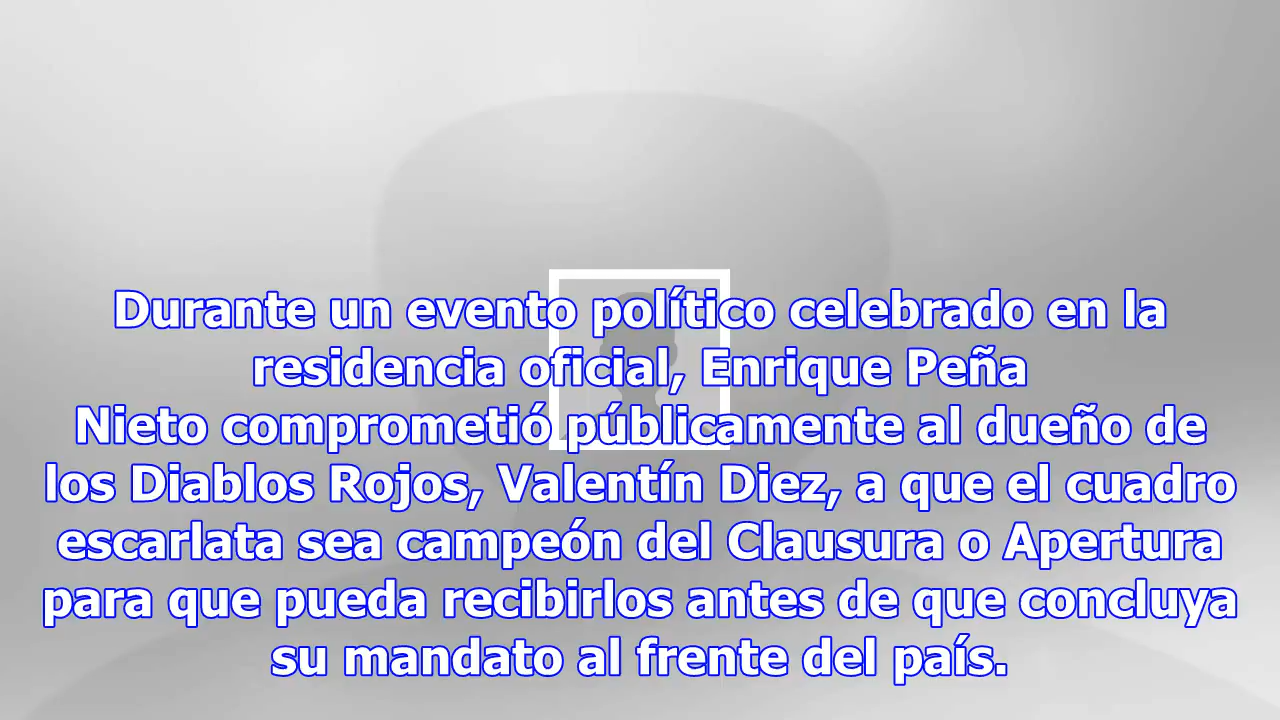 Durante un evento político celebrado en la
residencia oficial, Enrique Peña
Nieto comprometió públicamente al dueño de
los Diablos Rojos, Valentín Diez, a que el cuadro
escarlata sea campeón del Clausura o Apertura
para que pueda recibirlos antes de que concluya
su mandato al frente del país.